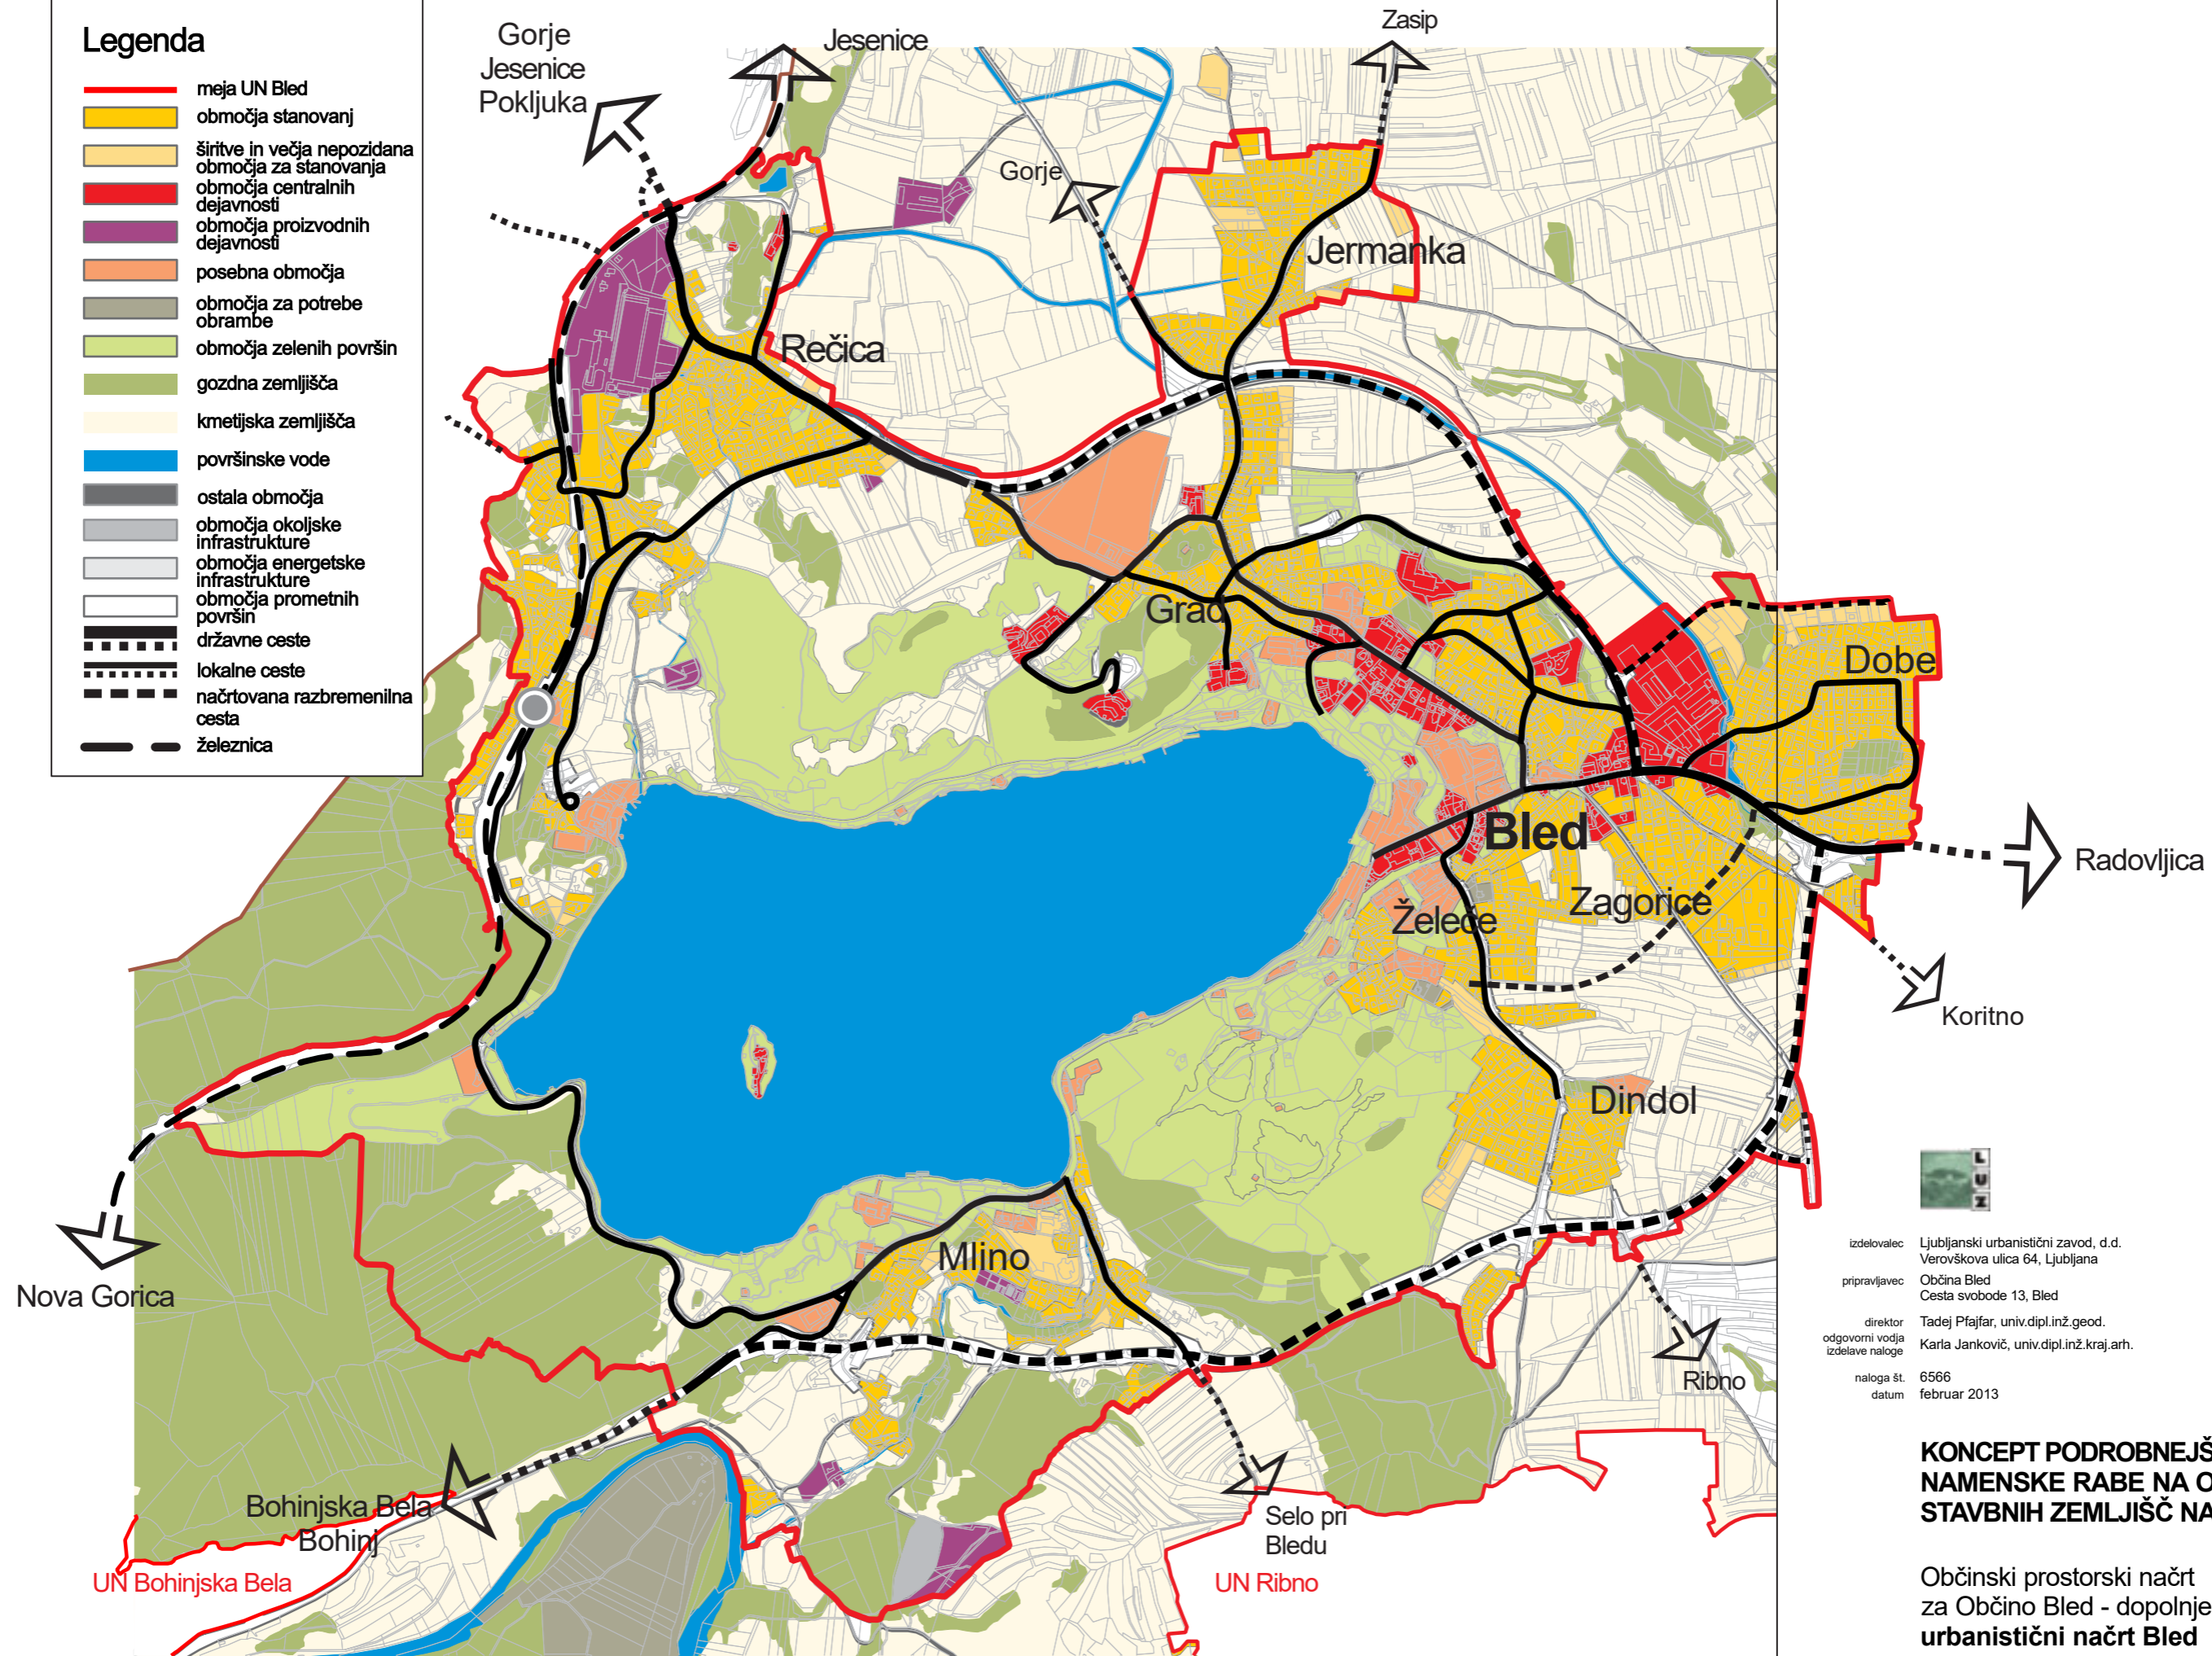 Legenda
meja UN Bled
območja stanovanj
širitve in večja nepozidana
območja za stanovanja
območja centralnih
dejavnosti
območja proizvodnih
dejavnosti
posebna območja
območja za potrebe
obrambe
območja zelenih površin
gozdna zemljišča
kmetijska zemljišča
površinske vode
ostala območja
območja okoljske
infrastrukture
območja energetske
infrastrukture
območja prometnih
površin
državne ceste
lokalne ceste
načrtovana razbremenilna
cesta
železnica
Gorje
Jesenice
Pokljuka
Jesenice
Zasip
Gorje
Jermanka
Rečica
Grad
Dobe
Bled
Radovljica
Zagorice
Želeče
Koritno
Dindol
Mlino
Nova Gorica
Ribno
Bohinjska Bela
Bohinj
Selo pri
Bledu
UN Bohinjska Bela
UN Ribno
L
U
Z
izdelovalec Ljubljanski urbanistični zavod, d.d.
Verovškova ulica 64, Ljubljana
pripravljavec Občina Bled
Cesta svobode 13, Bled
direktor Tadej Pfajfar, univ.dipl.inž.geod.
odgovorni vodja
izdelave naloge Karla Jankovič, univ.dipl.inž.kraj.arh.
naloga št. 6566
datum februar 2013
KONCEPT PODROBNEJŠ
NAMENSKE RABE NA O
STAVBNIH ZEMLJIŠČ NA
Občinski prostorski načrt
za Občino Bled - dopolnje
urbanistični načrt Bled